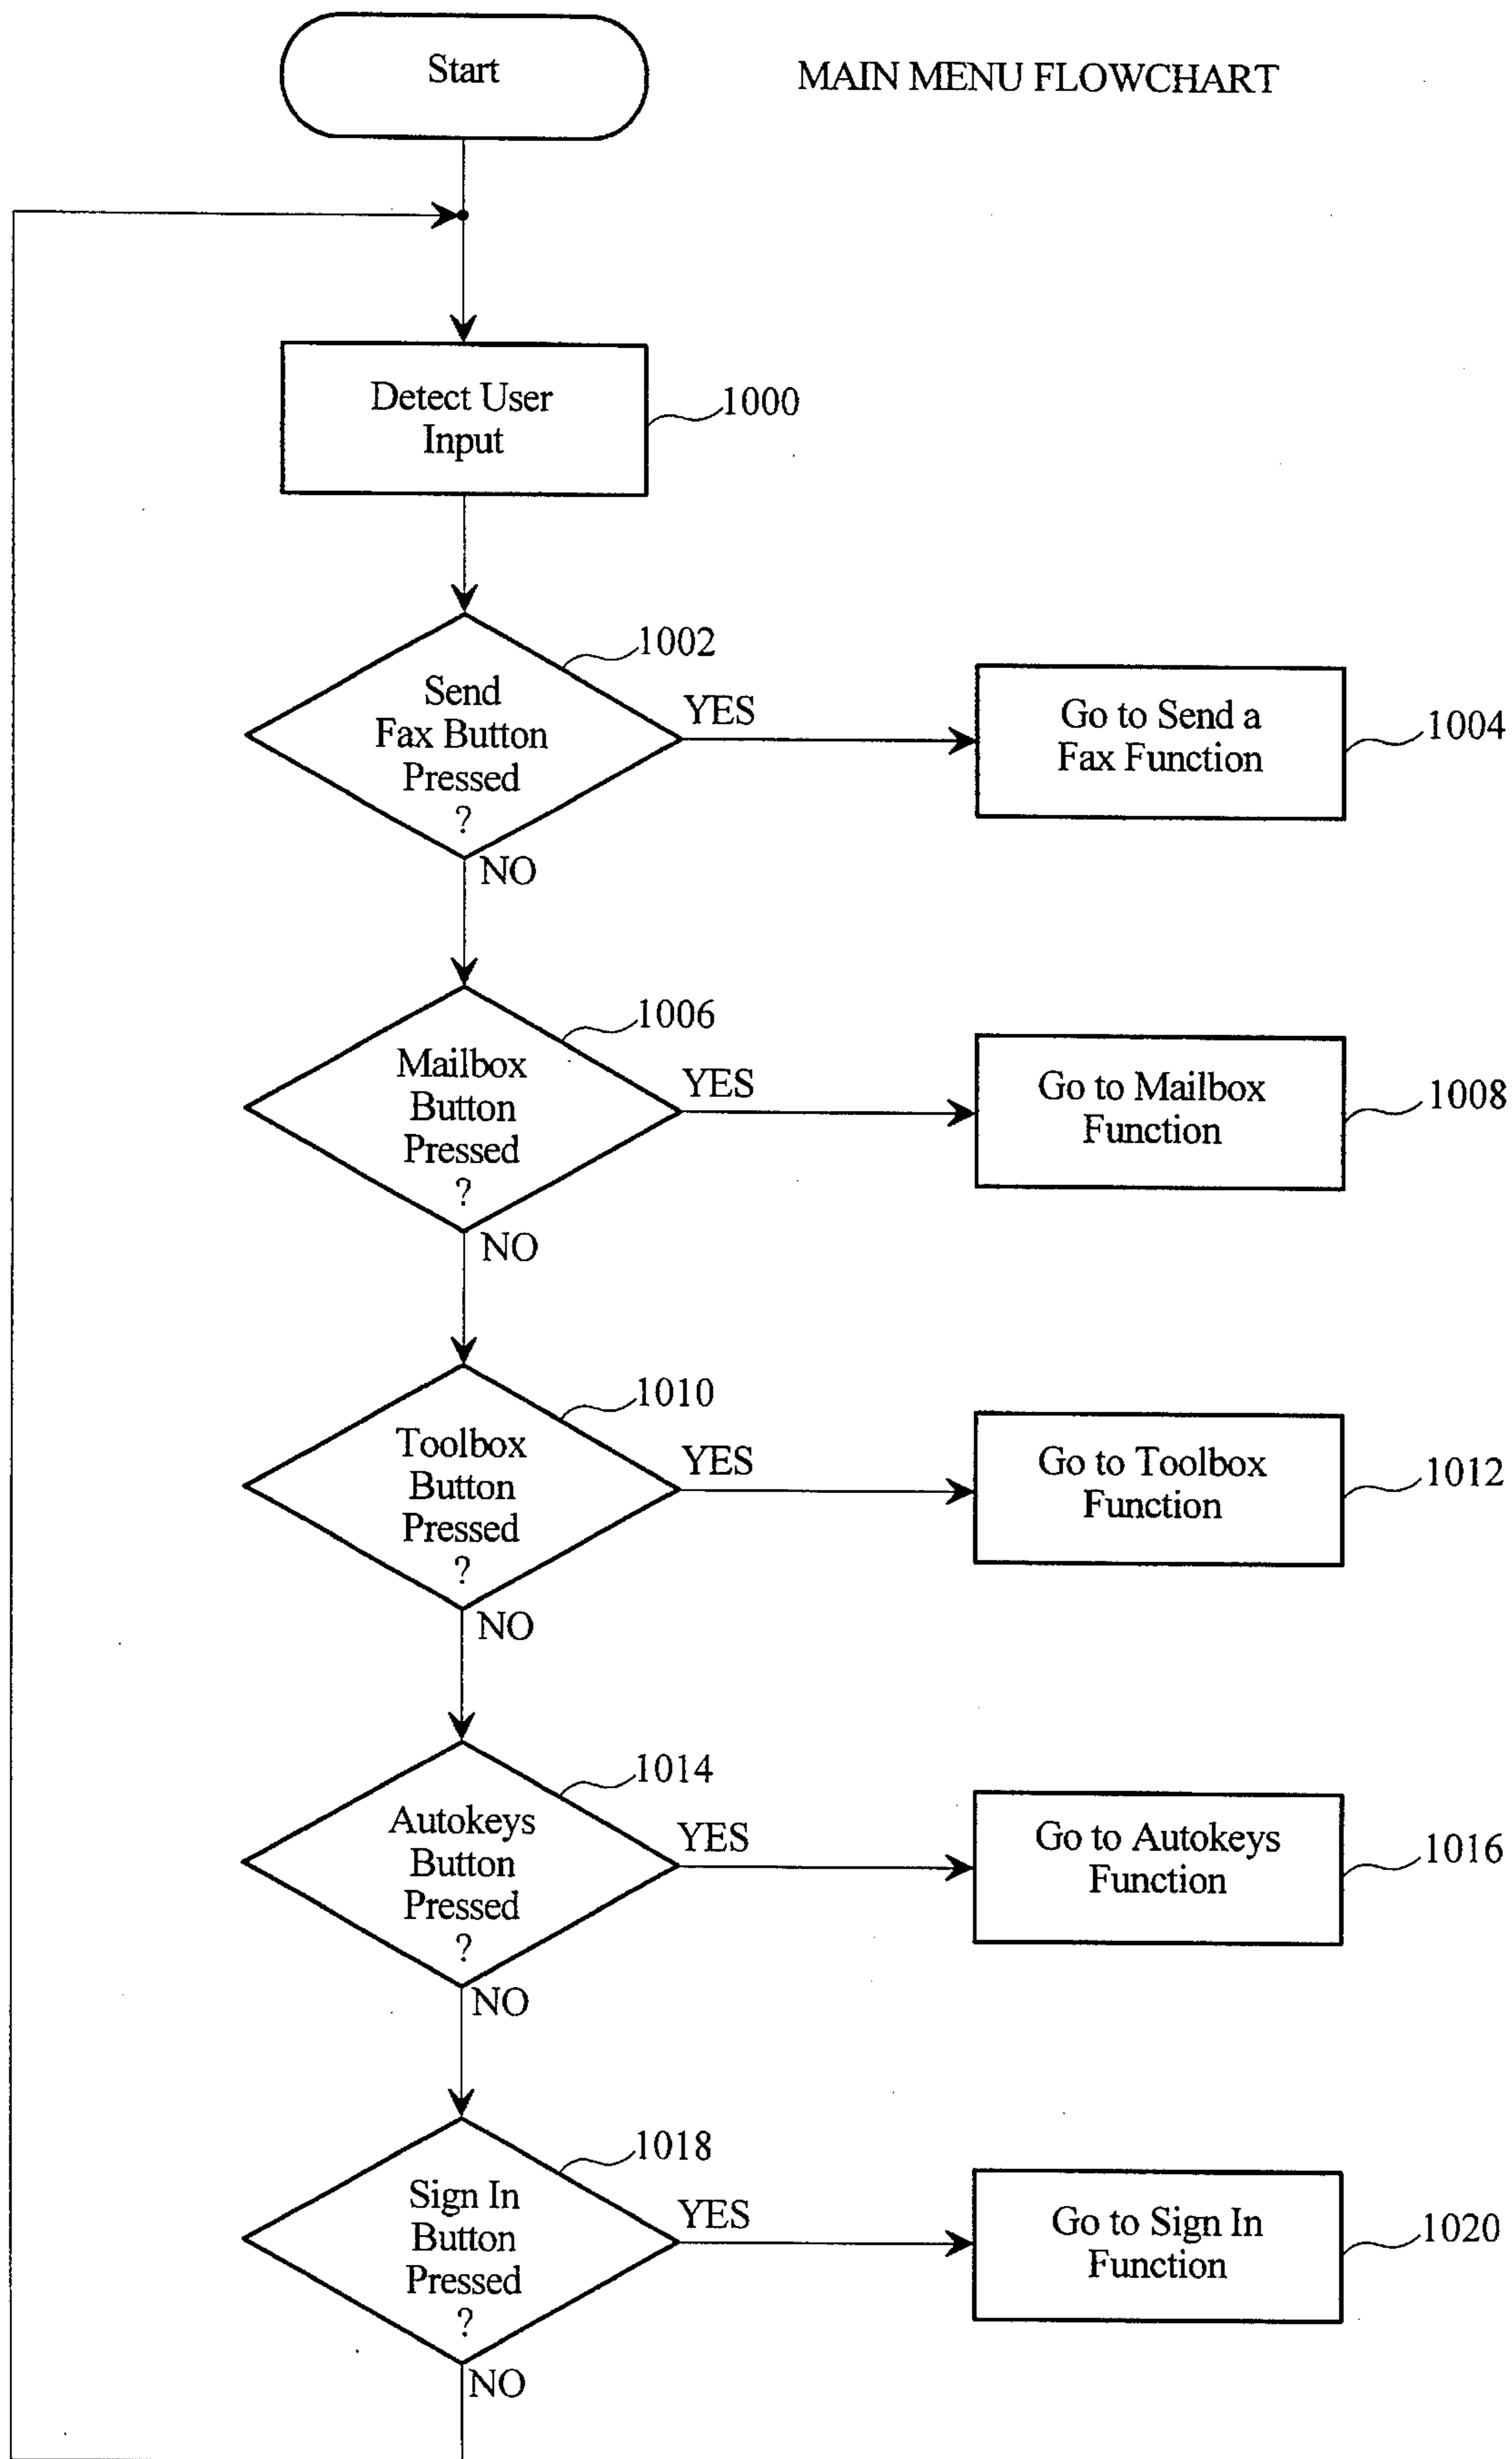 Start
MAIN MENU FLOWCHART
Detect User
Input
1000
1002
Send
Fax Button
Pressed
?
YES
Go to Send a
Fax Function
1004
NO
1006
Mailbox
Button
Pressed
?
YES
Go to Mailbox
Function
1008
NO
1010
Toolbox
Button
Pressed
?
YES
Go to Toolbox
Function
1012
NO
1014
Autokeys
Button
Pressed
?
YES
Go to Autokeys
Function
1016
NO
1018
Sign In
Button
Pressed
?
YES
Go to Sign In
Function
1020
NO